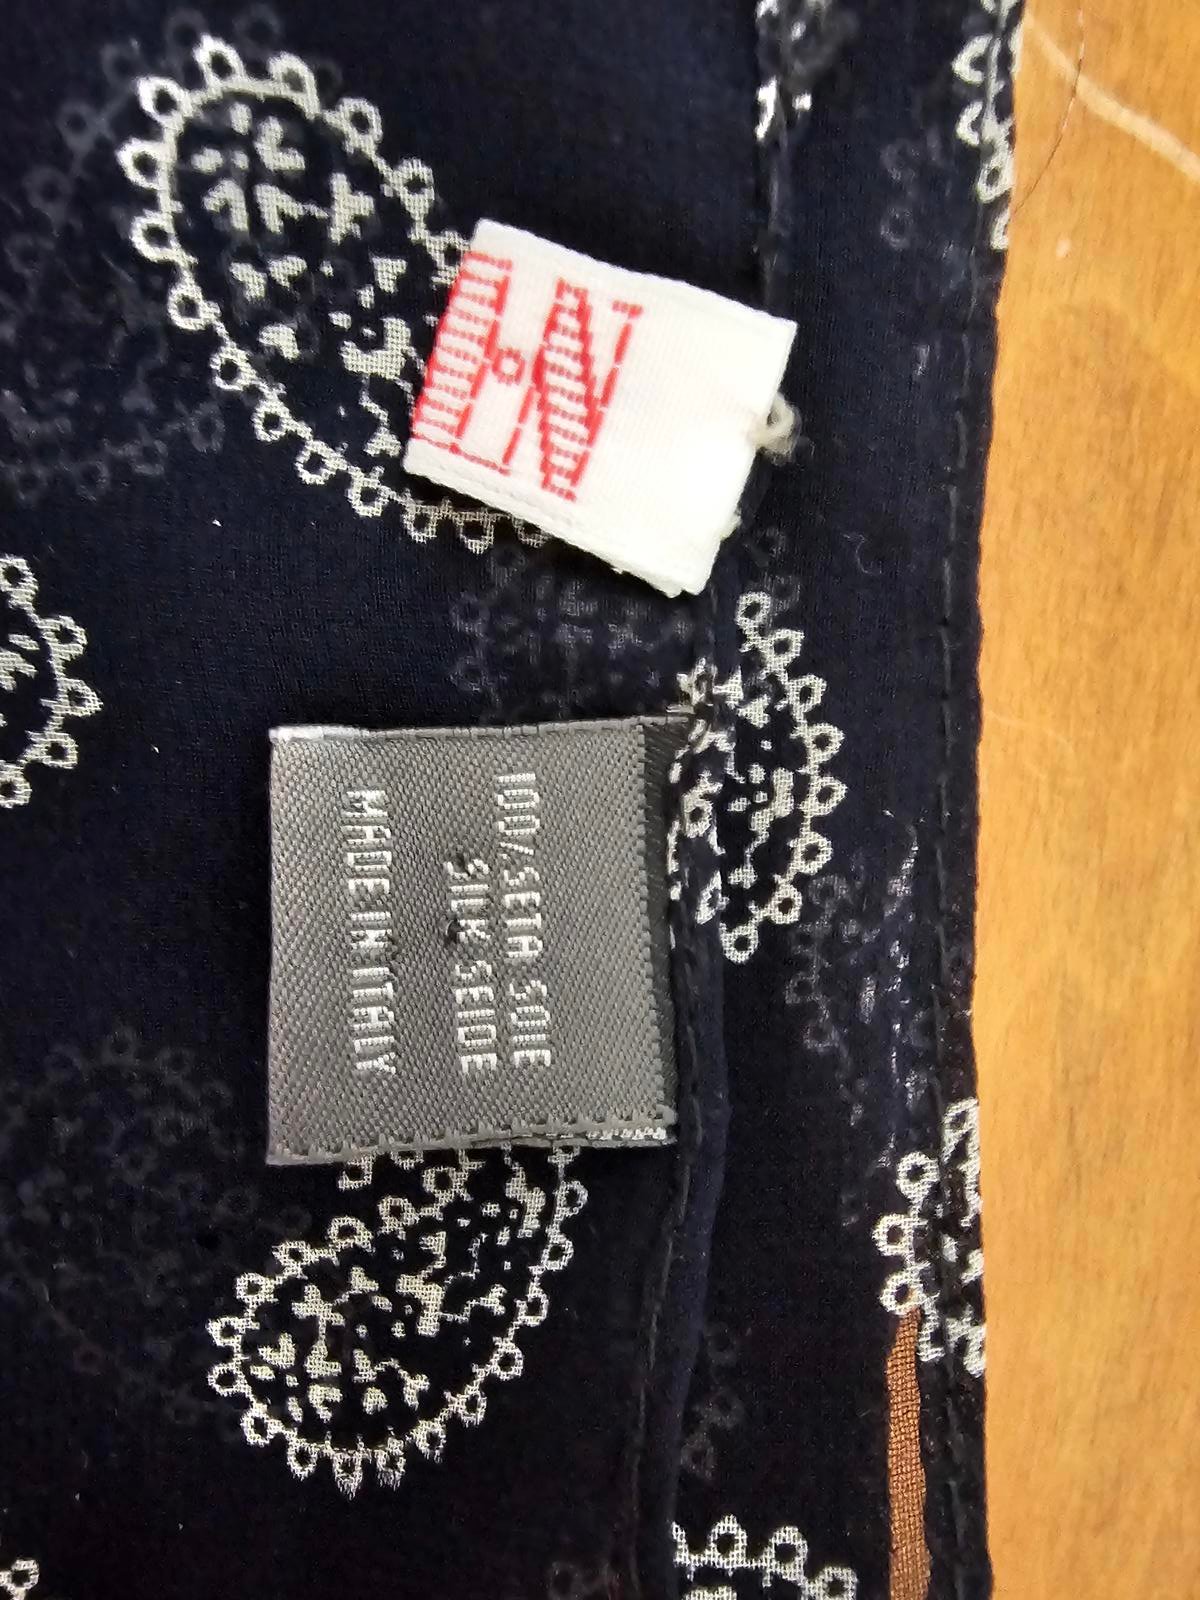 100/SETA SOIE
SILK SEIDE
MADE IN ITALY